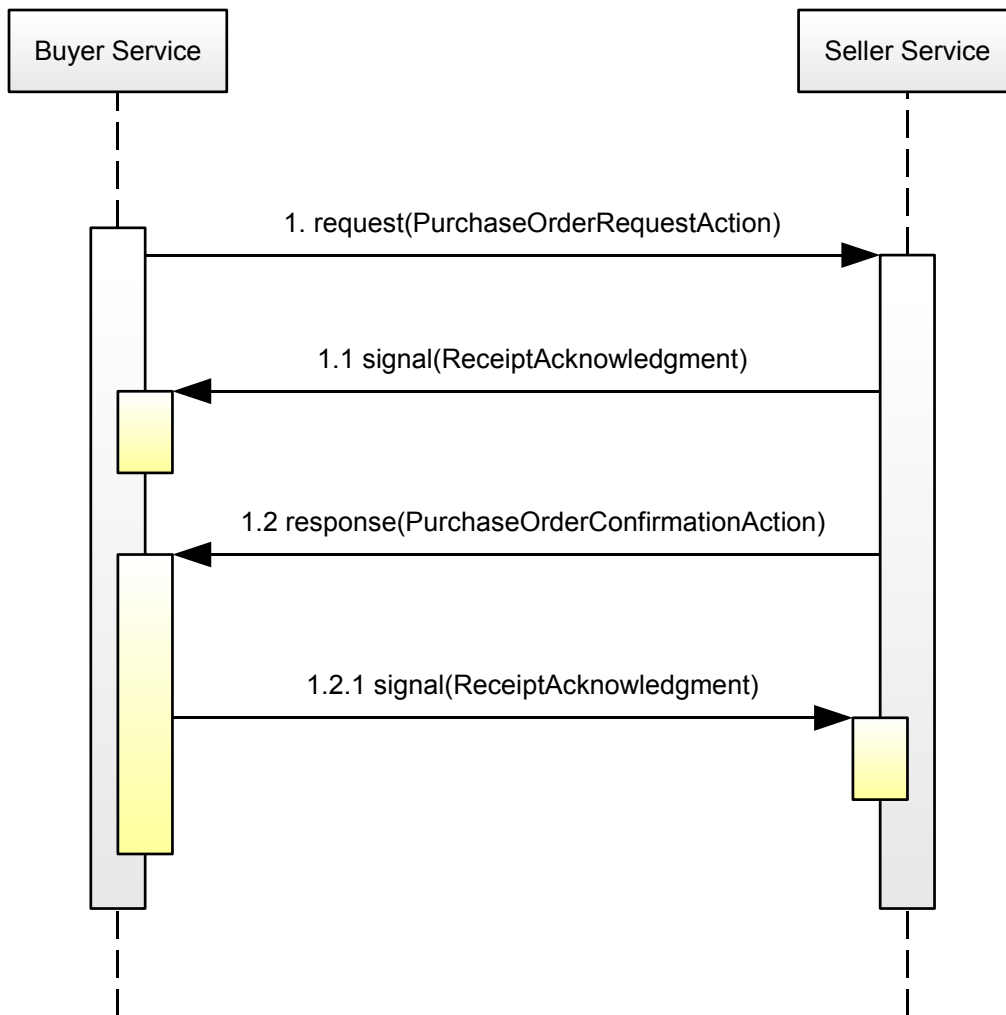 Buyer Service
Seller Service
1. request(PurchaseOrderRequestAction)
1.1 signal(ReceiptAcknowledgment)
1.2 response(PurchaseOrderConfirmationAction)
1.2.1 signal(ReceiptAcknowledgment)